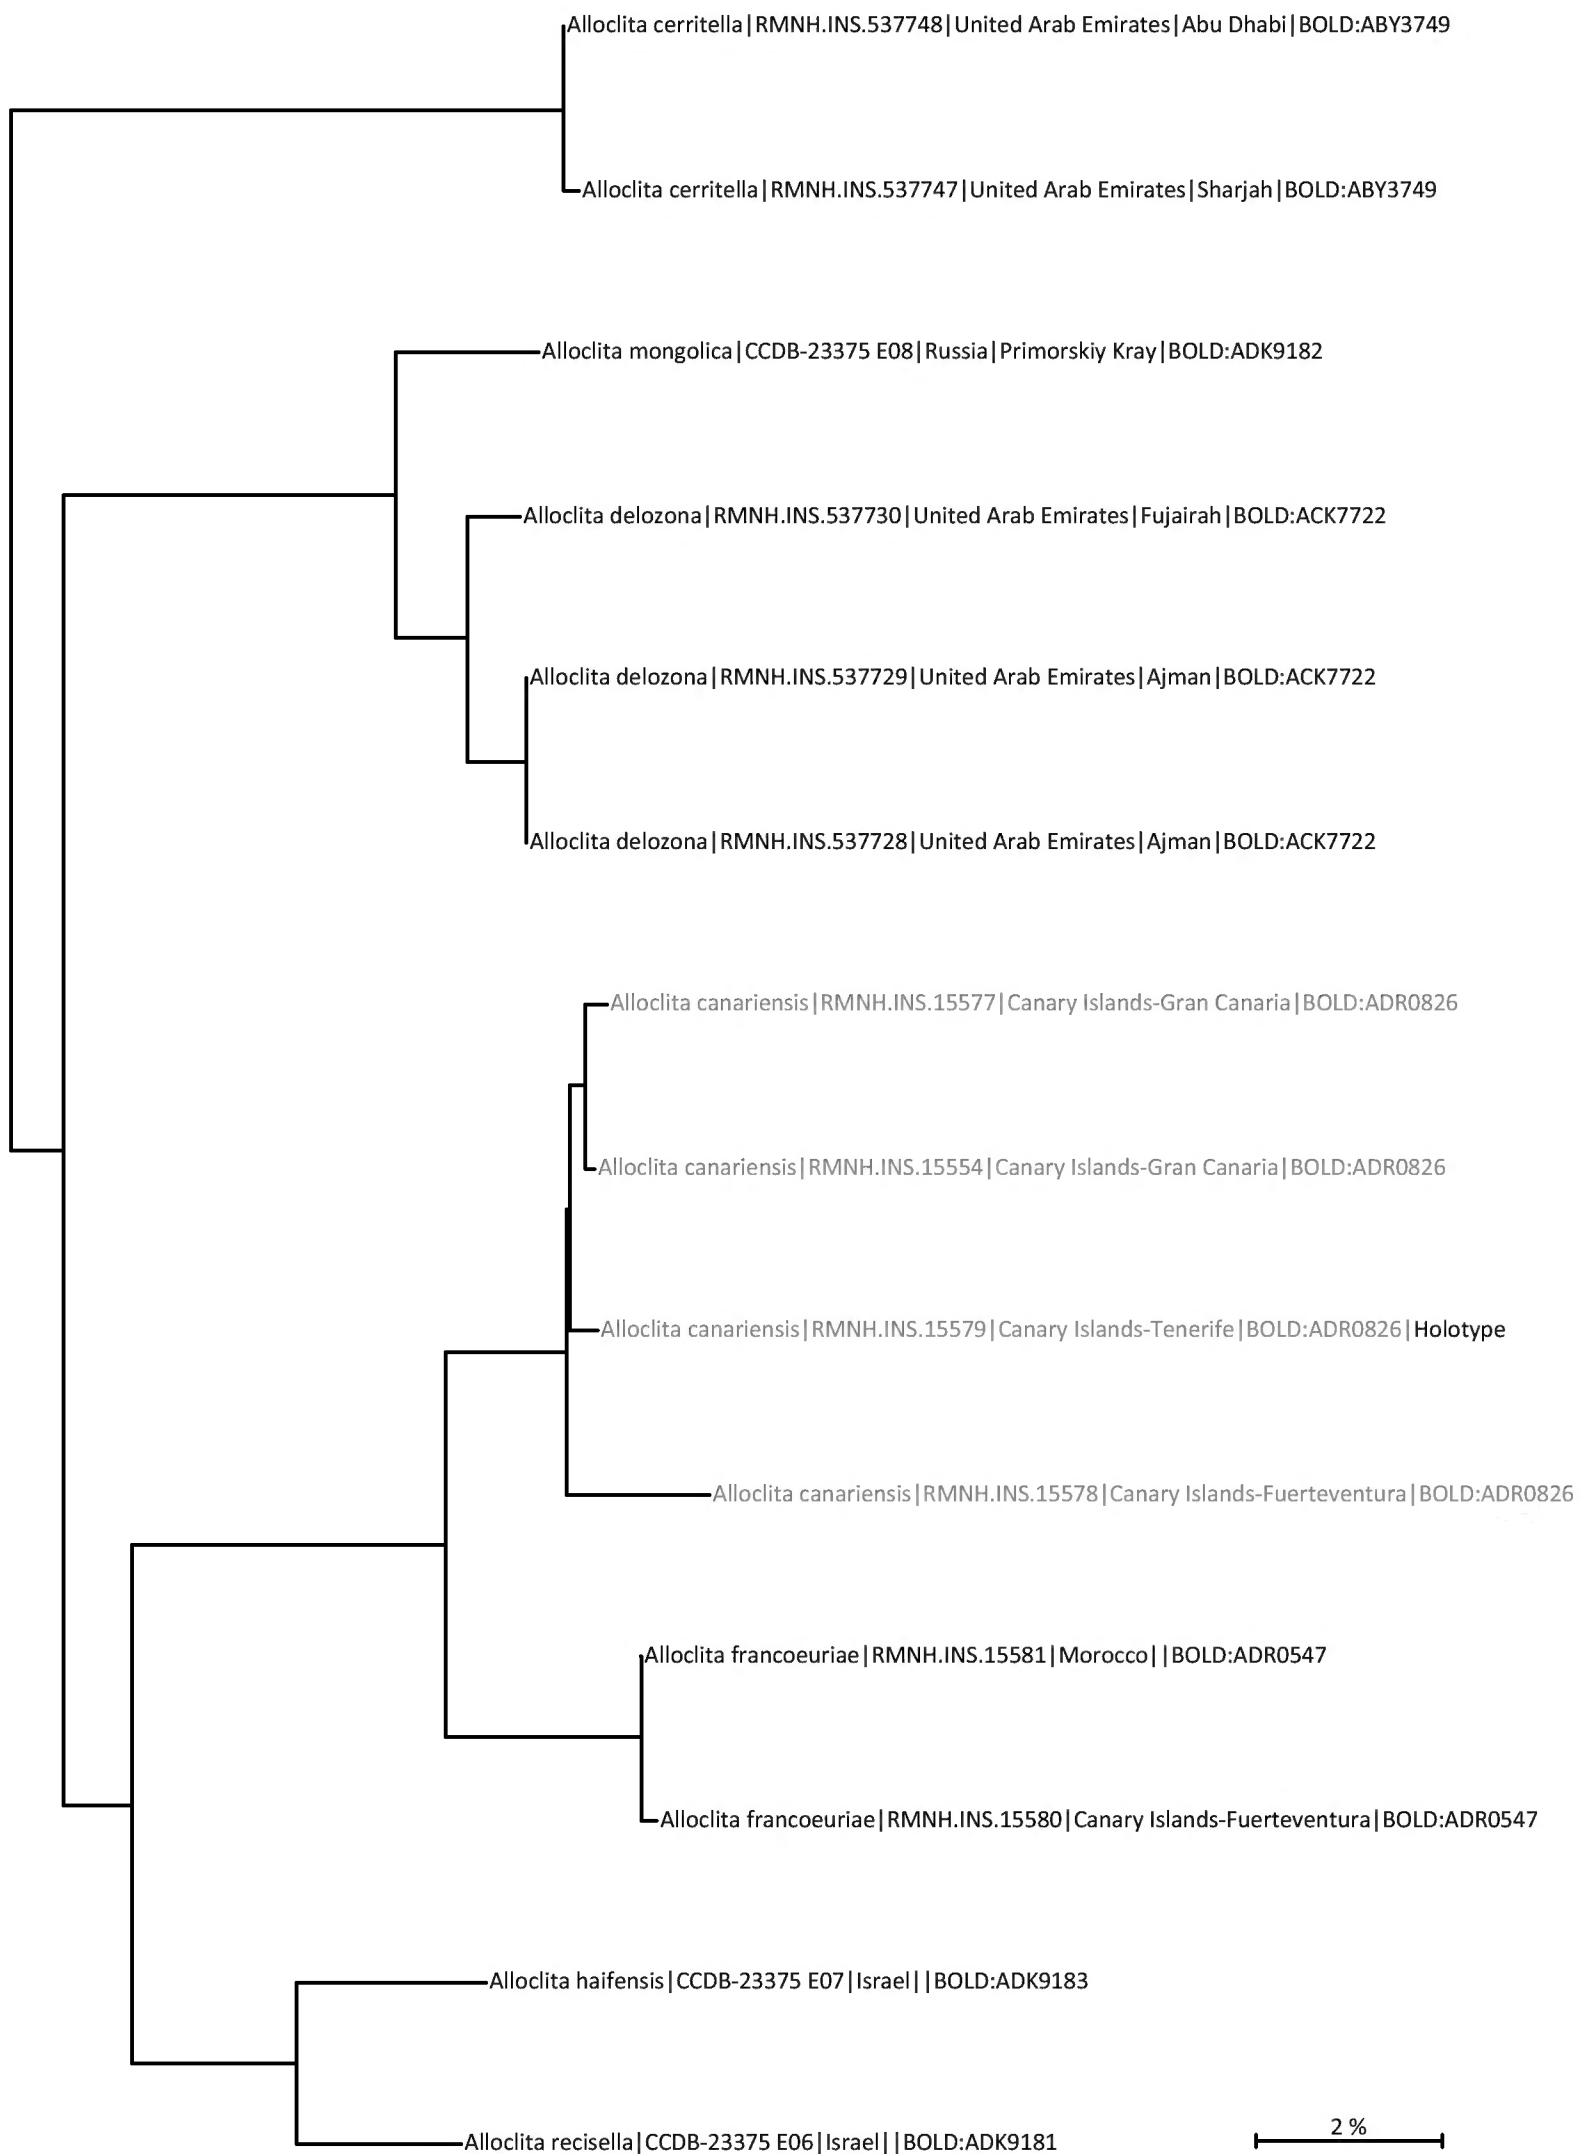 Alloclita cerritella|RMNH.INS.537748|United Arab Emirates|Abu Dhabi|BOLD:ABY3749
Alloclita cerritella|RMNH.INS.537747|United Arab Emirates|Sharjah|BOLD:ABY3749
Alloclita mongolica|CCDB-23375 E08|Russia|Primorskiy Kray|BOLD:ADK9182
Alloclita delozona|RMNH.INS.537730|United Arab Emirates|Fujairah|BOLD:ACK7722
Alloclita delozona|RMNH.INS.537729|United Arab Emirates|Ajman|BOLD:ACK7722
Alloclita delozona|RMNH.INS.537728|United Arab Emirates|Ajman|BOLD:ACK7722
Alloclita canariensis|RMNH.INS.15577|Canary Islands-Gran Canaria|BOLD:ADR0826
Alloclita canariensis|RMNH.INS.15554|Canary Islands-Gran Canaria|BOLD:ADR0826
Alloclita canariensis|RMNH.INS.15579|Canary Islands-Tenerife|BOLD:ADR0826|Holotype
Alloclita canariensis|RMNH.INS.15578|Canary Islands-Fuerteventura|BOLD:ADR0826
Alloclita francoeuriae|RMNH.INS.15581|Morocco||BOLD:ADR0547
Alloclita francoeuriae|RMNH.INS.15580|Canary Islands-Fuerteventura|BOLD:ADR0547
Alloclita haifensis|CCDB-23375 E07|Israel||BOLD:ADK9183
Alloclita recisella|CCDB-23375 E06|Israel||BOLD:ADK9181
2 %